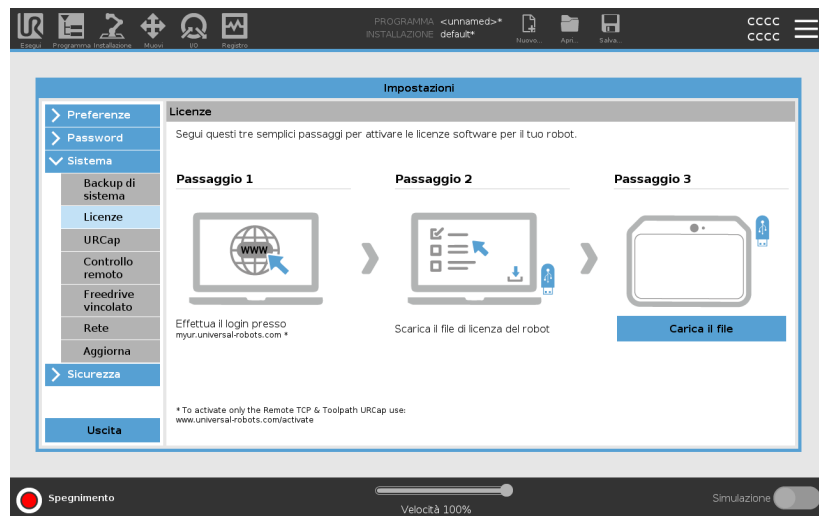 PROGRAMMA <unnamed>*
INSTALLAZIONE default*
cccc
cccc
UR
Esegui Programma Installazione Muovi I/O Registro Nuovo... Apri... Salva...
Impostazioni
Preferenze
Password
Sistema
Backup di
sistema
Licenze
URCap
Controllo
remoto
Freedrive
vincolato
Rete
Aggiorna
Sicurezza
Uscita
Licenze
Segui questi tre semplici passaggi per attivare le licenze software per il tuo robot.
Passaggio 1
WWW
Effettua il login presso
myur.universal-robots.com *
Passaggio 2
Scarica il file di licenza del robot
Passaggio 3
Carica il file
* To activate only the Remote TCP & Toolpath URCap use:
www.universal-robots.com/activate
Spegnimento
Velocità 100%
Simulazione